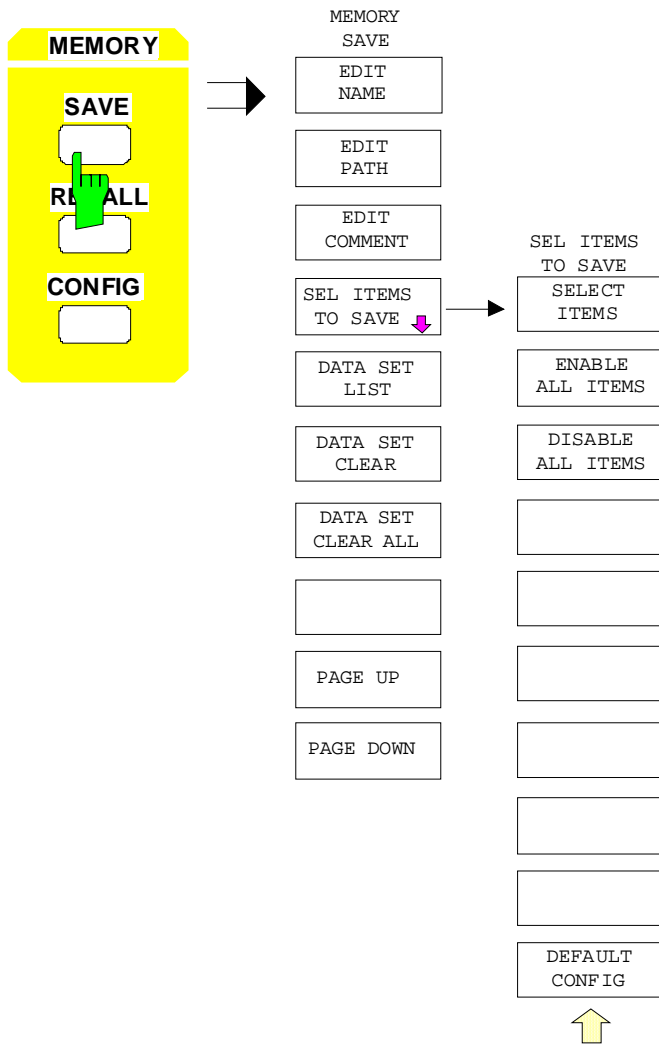 MEMORY
SAVE
RECALL
CONFIG
MEMORY
SAVE
EDIT
NAME
EDIT
PATH
EDIT
COMMENT
SEL ITEMS
TO SAVE
DATA SET
LIST
DATA SET
CLEAR
DATA SET
CLEAR ALL
PAGE UP
PAGE DOWN
SEL ITEMS
TO SAVE
SELECT
ITEMS
ENABLE
ALL ITEMS
DISABLE
ALL ITEMS
DEFAULT
CONFIG